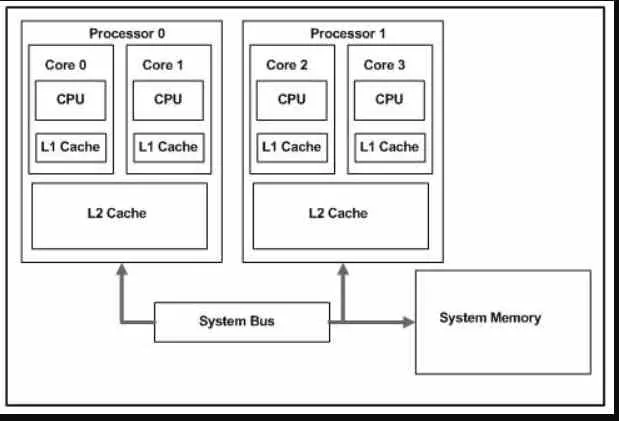 Processor 0
Processor 1
Core 0
Core 1
Core 2
Core 3
CPU
CPU
CPU
CPU
L1 Cache
L1 Cache
L1 Cache
L1 Cache
L2 Cache
L2 Cache
System Bus
System Memory